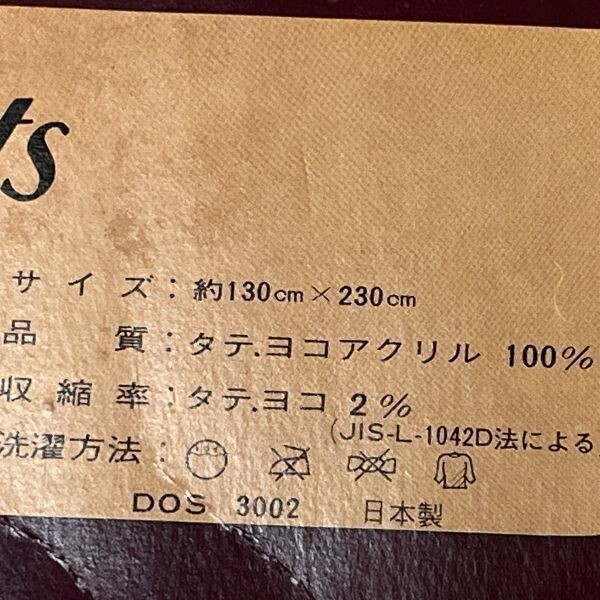 ts
サイズ：約130cm×230cm
品質：タテ.ヨコアクリル 100%
収縮率：タテ.ヨコ 2%
(JIS-L-1042D法による)
洗濯方法：
DOS 3002 日本製